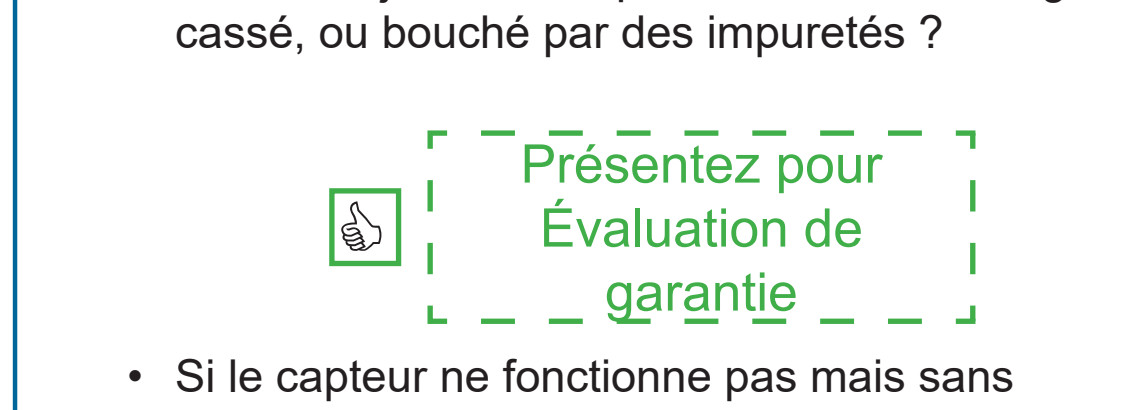 cassé, ou bouché par des impuretés ?
Présentez pour
Évaluation de
garantie
• Si le capteur ne fonctionne pas mais sans